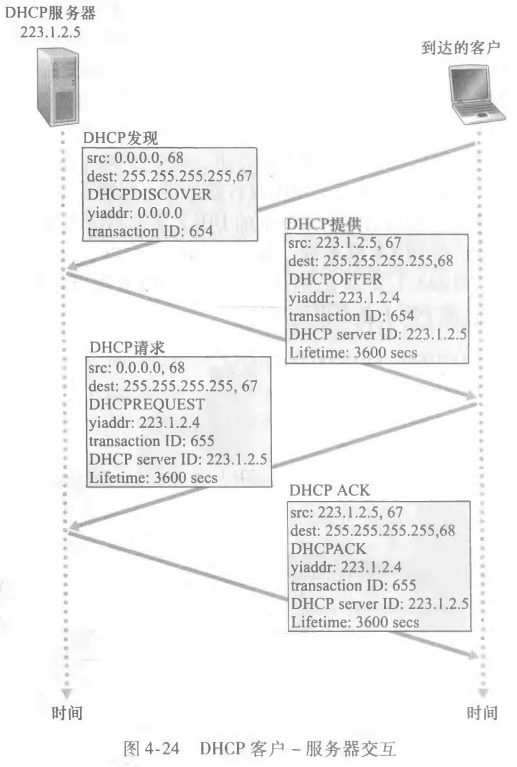 DHCP服务器
223.1.2.5
到达的客户
DHCP发现
src: 0.0.0.0, 68
dest: 255.255.255.255,67
DHCPDISCOVER
yiaddr: 0.0.0.0
transaction ID: 654
DHCP提供
src: 223.1.2.5, 67
dest: 255.255.255.255,68
DHCPOFFER
yiaddr: 223.1.2.4
transaction ID: 654
DHCP server ID: 223.1.2.5
Lifetime: 3600 secs
DHCP请求
src: 0.0.0.0, 68
dest: 255.255.255.255, 67
DHCPREQUEST
yiaddr: 223.1.2.4
transaction ID: 655
DHCP server ID: 223.1.2.5
Lifetime: 3600 secs
DHCP ACK
src: 223.1.2.5, 67
dest: 255.255.255.255,68
DHCPACK
yiaddr: 223.1.2.4
transaction ID: 655
DHCP server ID: 223.1.2.5
Lifetime: 3600 secs
时间
时间
图 4-24 DHCP 客户－服务器交互